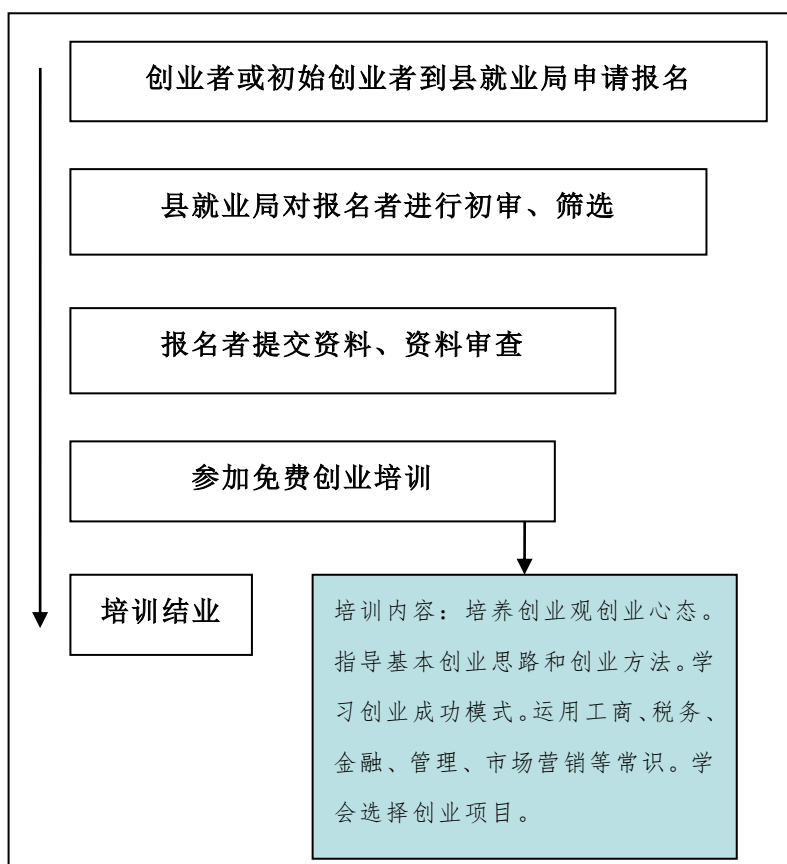 创业者或初始创业者到县就业局申请报名
县就业局对报名者进行初审、筛选
报名者提交资料、资料审查
参加免费创业培训
培训结业
培训内容：培养创业观创业心态。
指导基本创业思路和创业方法。学
习创业成功模式。运用工商、税务、
金融、管理、市场营销等常识。学
会选择创业项目。